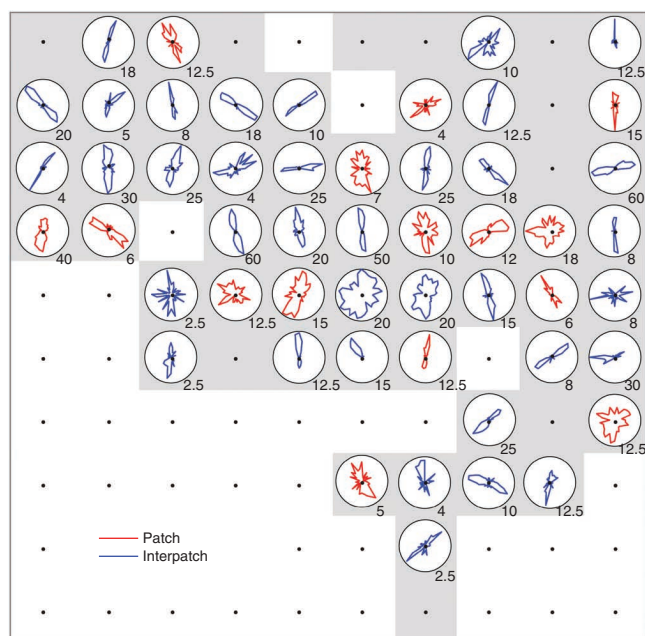 18 12.5 10 12.5
20 5 8 18 10 4 12.5 15
4 30 25 4 25 7 25 18 60
40 6 60 20 50 10 12 18 8
2.5 12.5 15 20 20 15 6 8
2.5 12.5 15 12.5 8 30
25 12.5
5 4 10 12.5
Patch
Interpatch
2.5